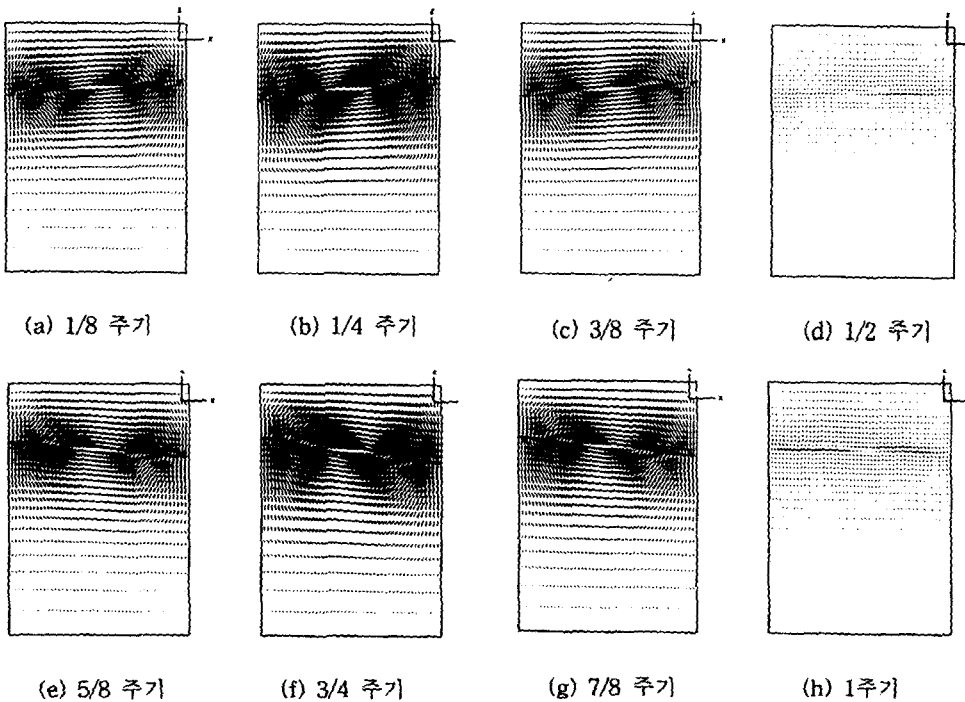 (a) 1/8 주기
(b) 1/4 주기
(c) 3/8 주기
(d) 1/2 주기
(e) 5/8 주기
(f) 3/4 주기
(g) 7/8 주기
(h) 1주기